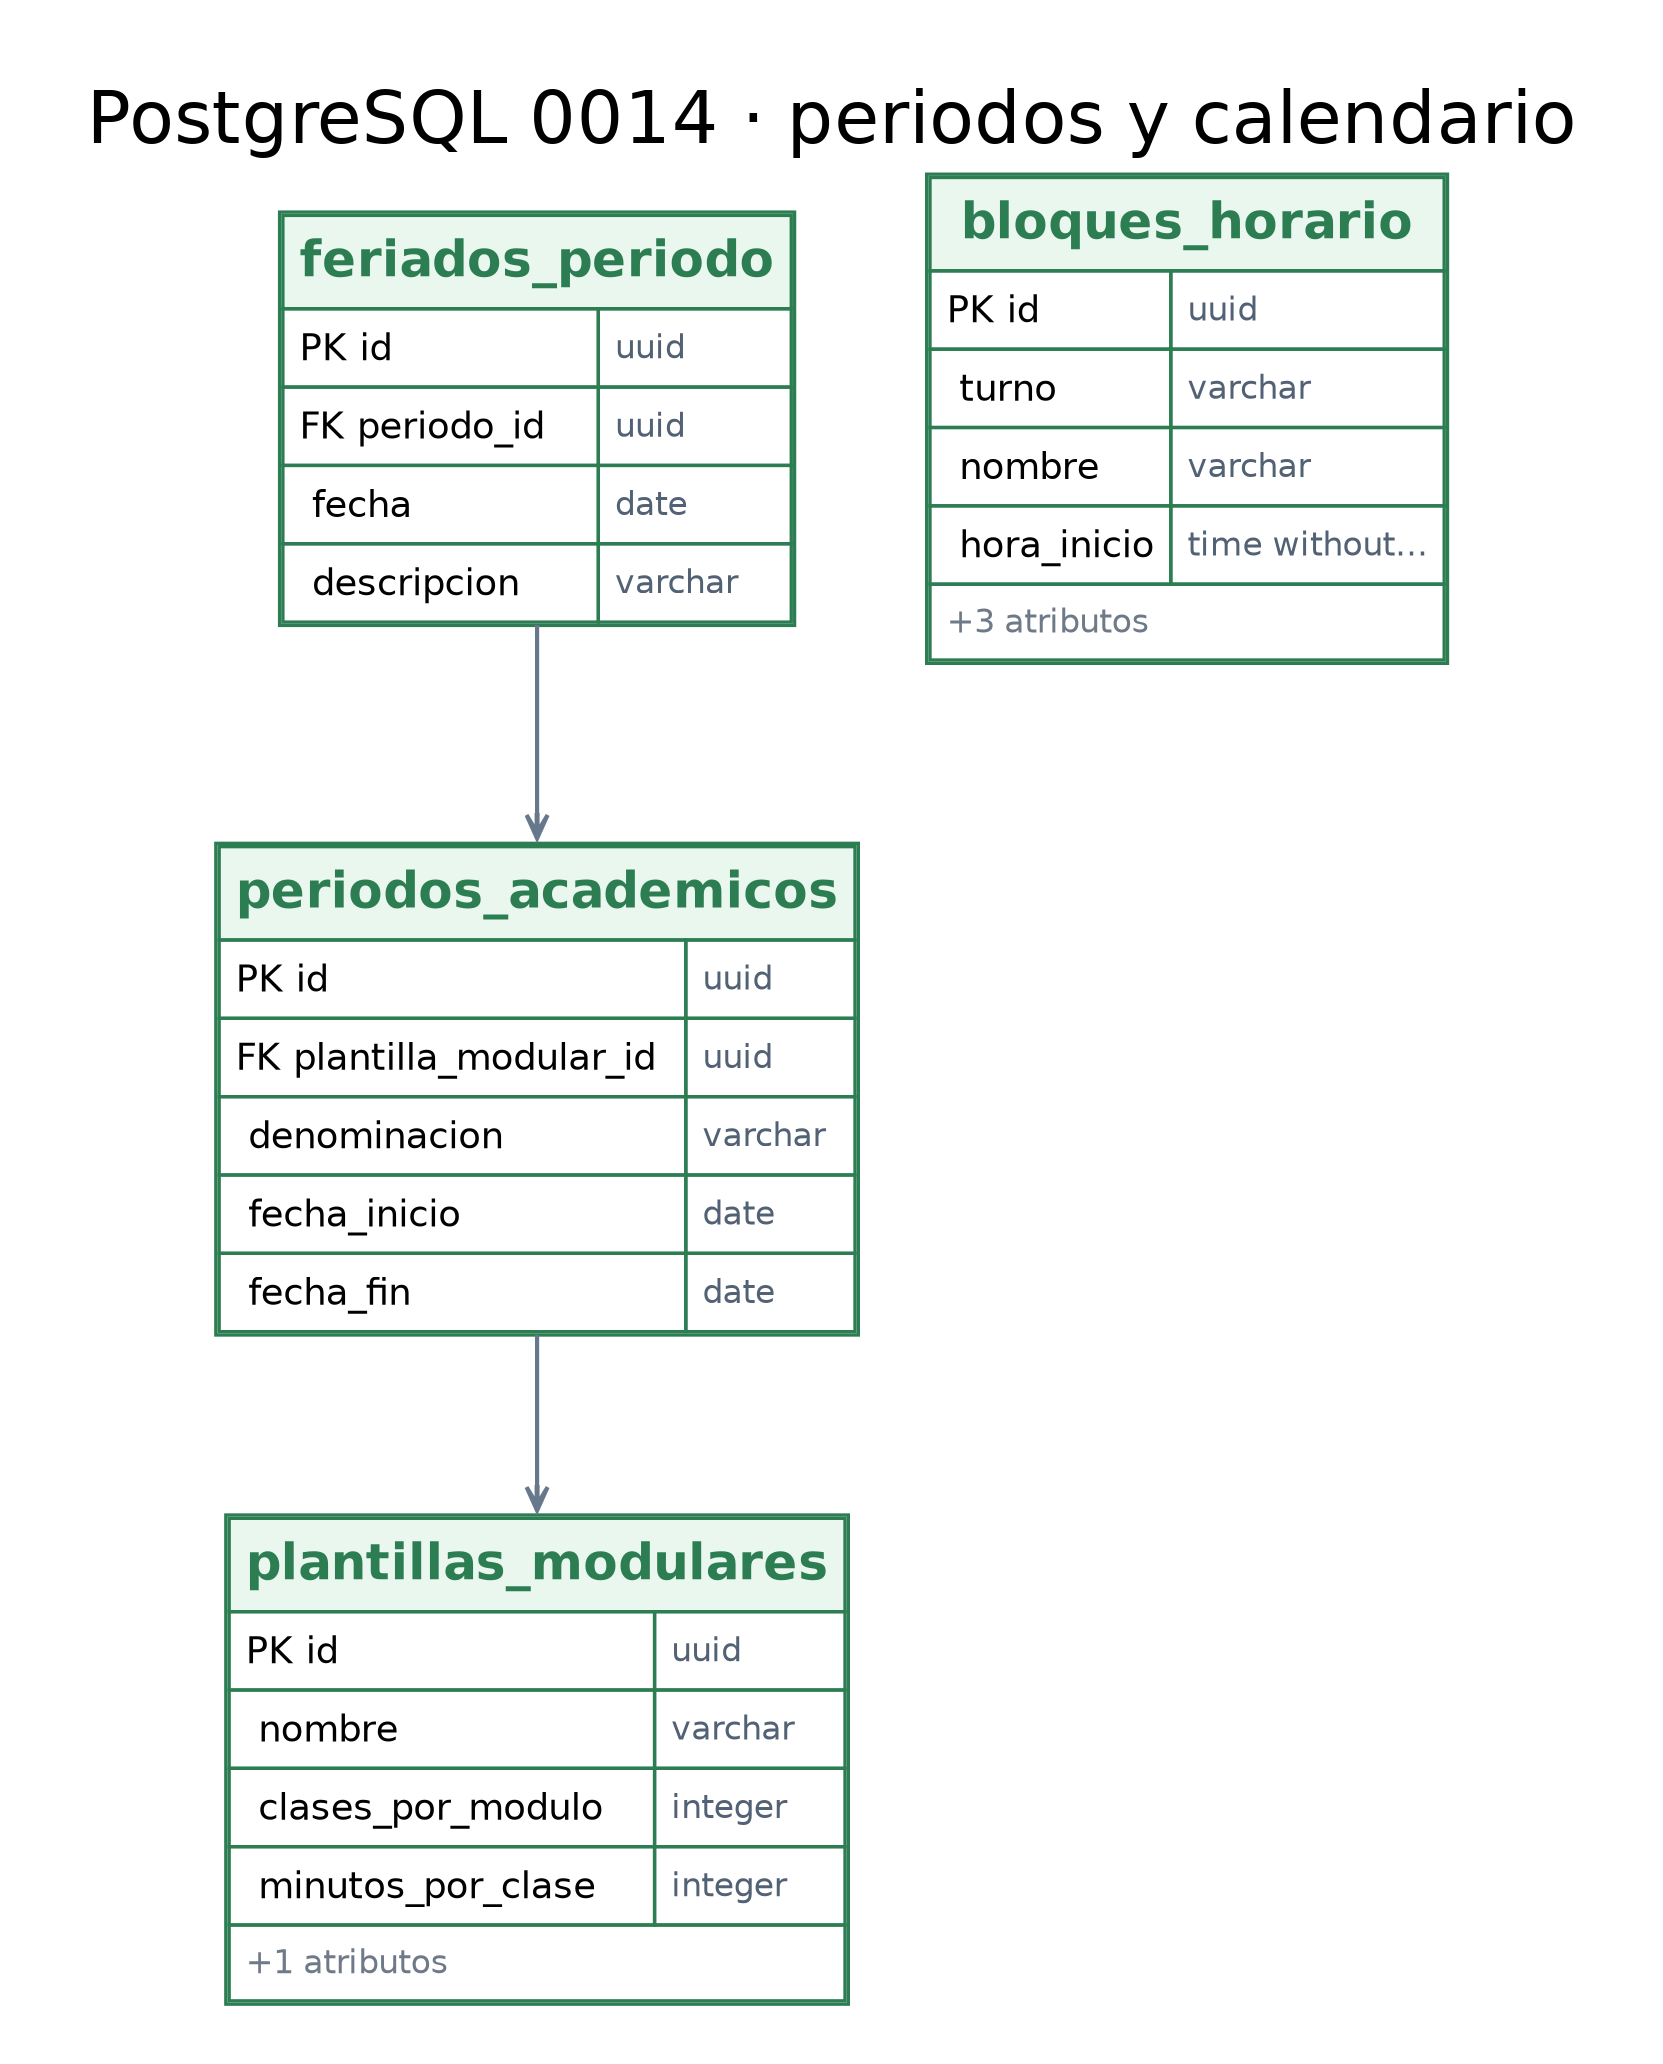 PostgreSQL 0014 · periodos y calendario
feriados_periodo
PK id uuid
FK periodo_id uuid
fecha date
descripcion varchar
bloques_horario
PK id uuid
turno varchar
nombre varchar
hora_inicio time without...
+3 atributos
periodos_academicos
PK id uuid
FK plantilla_modular_id uuid
denominacion varchar
fecha_inicio date
fecha_fin date
plantillas_modulares
PK id uuid
nombre varchar
clases_por_modulo integer
minutos_por_clase integer
+1 atributos